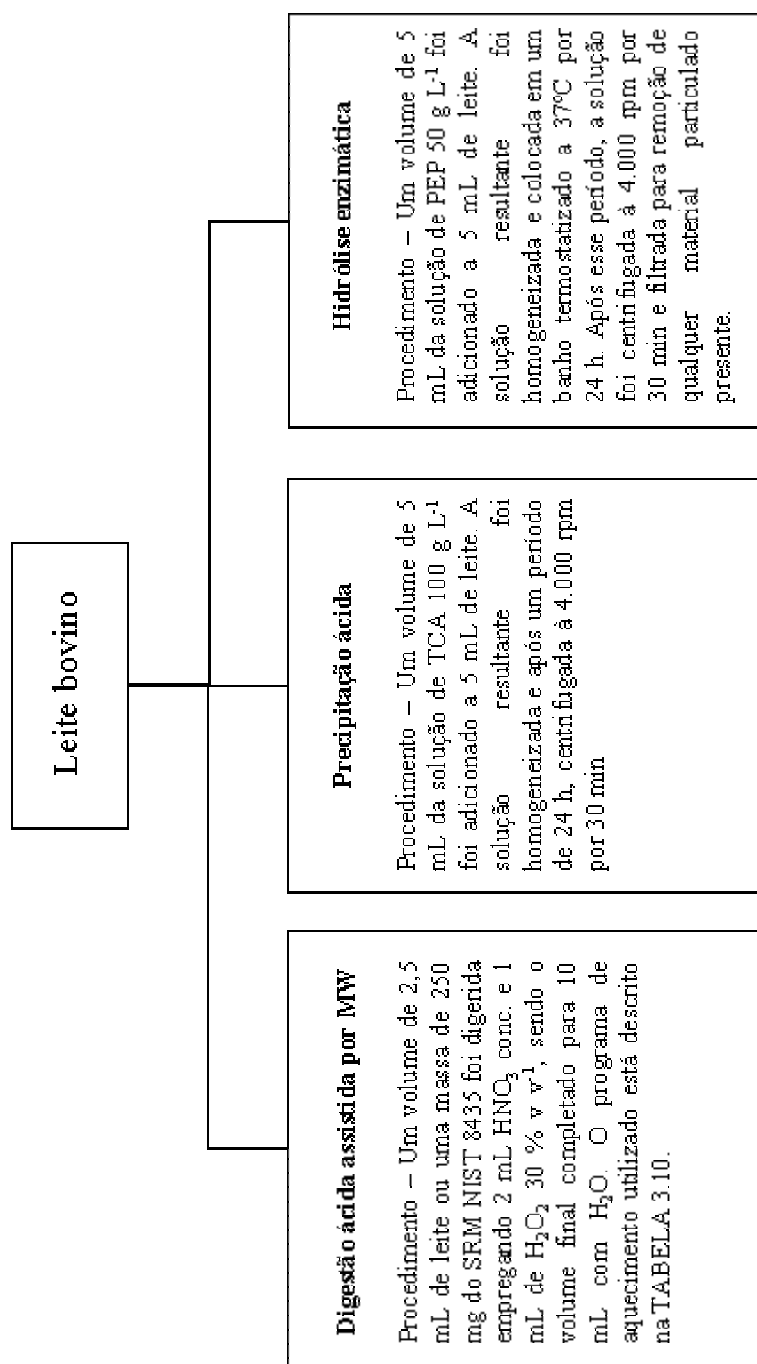 Leite bovino
Digestão ácida assistida por MW
Procedimento – Um volume de 2,5
mL de leite ou uma massa de 250
mg do SRM NIST 8435 foi digerida
empregando 2 mL HNO₃ conc. e 1
mL de H₂O₂ 30 % v v⁻¹, sendo o
volume final completado para 10
mL com H₂O. O programa de
aquecimento utilizado está descrito
na TABELA 3.10.
Precipitação ácida
Procedimento – Um volume de 5
mL da solução de TCA 100 g L⁻¹
foi adicionado a 5 mL de leite. A
solução resultante foi
homogeneizada e após um período
de 24 h, centrifugada à 4.000 rpm
por 30 min
Hidrólise enzimática
Procedimento – Um volume de 5
mL da solução de PEP 50 g L⁻¹ foi
adicionado a 5 mL de leite. A
solução resultante foi
homogeneizada e colocada em um
banho termostatizado a 37ºC por
24 h. Após esse período, a solução
foi centrifugada à 4.000 rpm por
30 min e filtrada para remoção de
qualquer material particulado
presente.